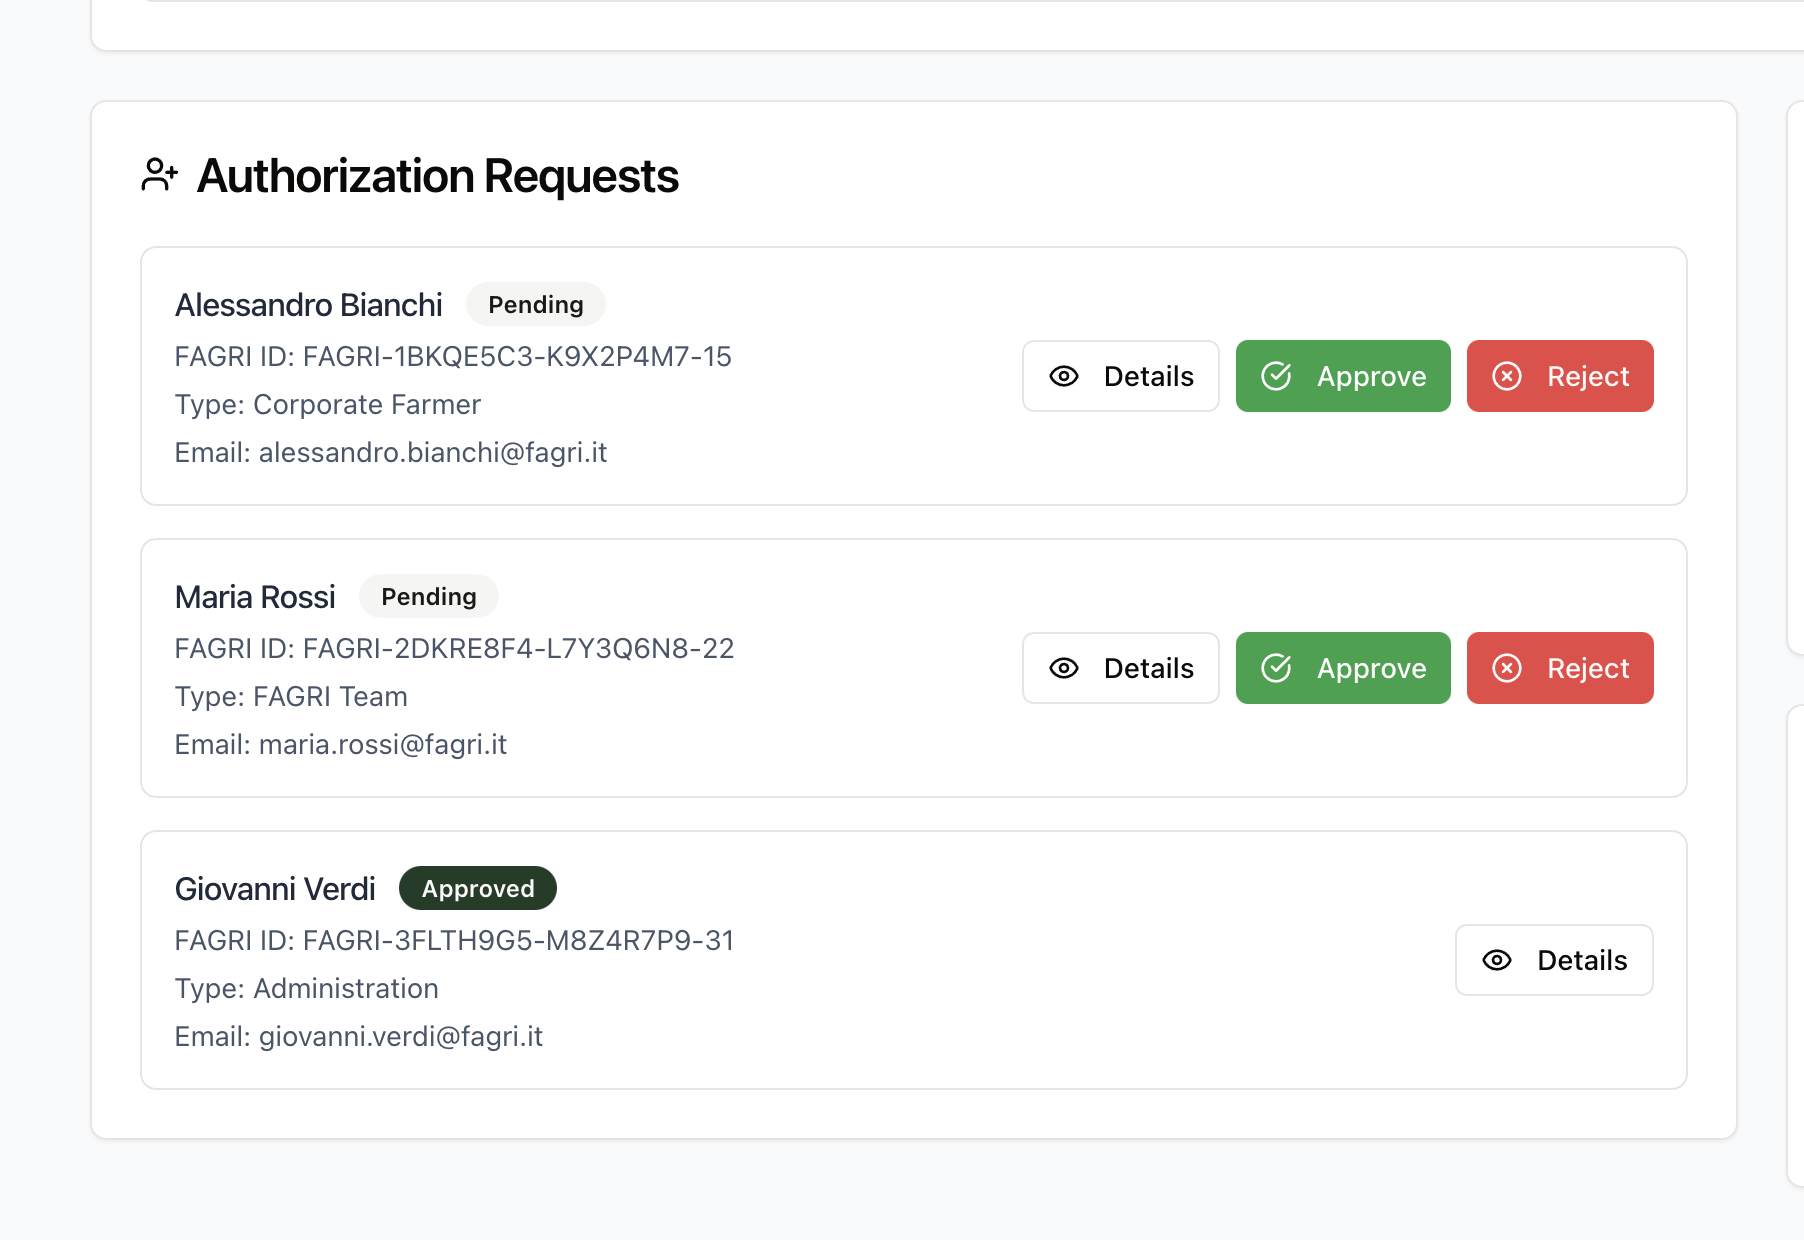 Authorization Requests
Alessandro Bianchi Pending
FAGRI ID: FAGRI-1BKQE5C3-K9X2P4M7-15
Details Approve Reject
Type: Corporate Farmer
Email: alessandro.bianchi@fagri.it
Maria Rossi Pending
FAGRI ID: FAGRI-2DKRE8F4-L7Y3Q6N8-22
Details Approve Reject
Type: FAGRI Team
Email: maria.rossi@fagri.it
Giovanni Verdi Approved
FAGRI ID: FAGRI-3FLTH9G5-M8Z4R7P9-31
Details
Type: Administration
Email: giovanni.verdi@fagri.it